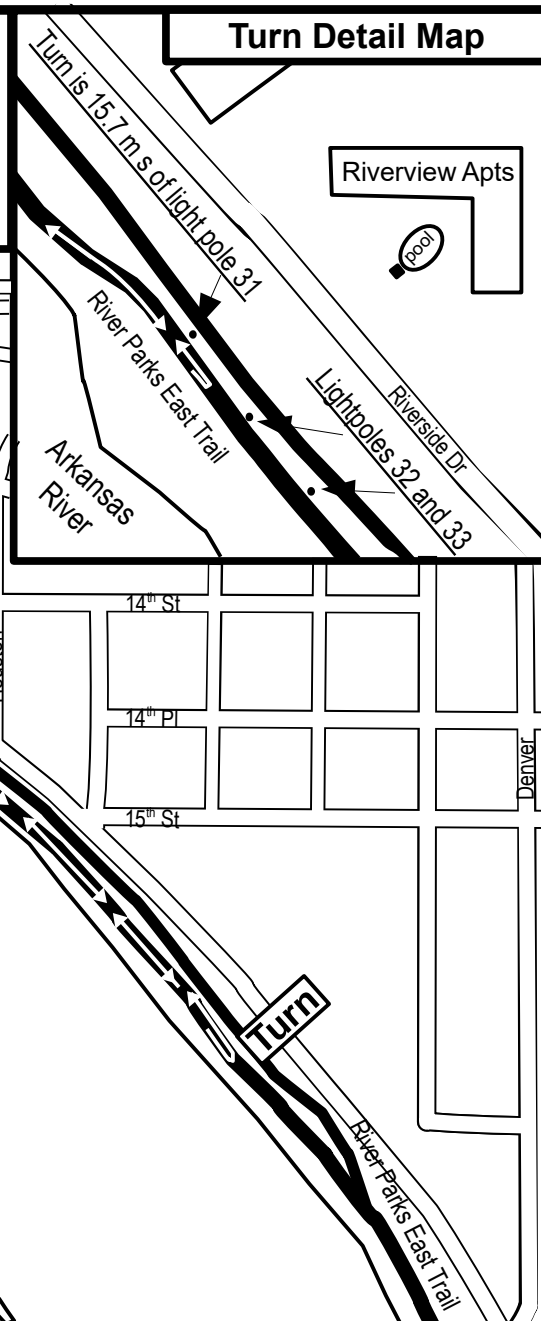 Turn Detail Map
Turn is 15.7 m s of light pole 31
Riverview Apts
pool
River Parks East Trail
Riverside Dr
Lightpoles 32 and 33
Arkansas
River
14th St
14th Pl
Denver
15th St
Turn
River Parks East Trail